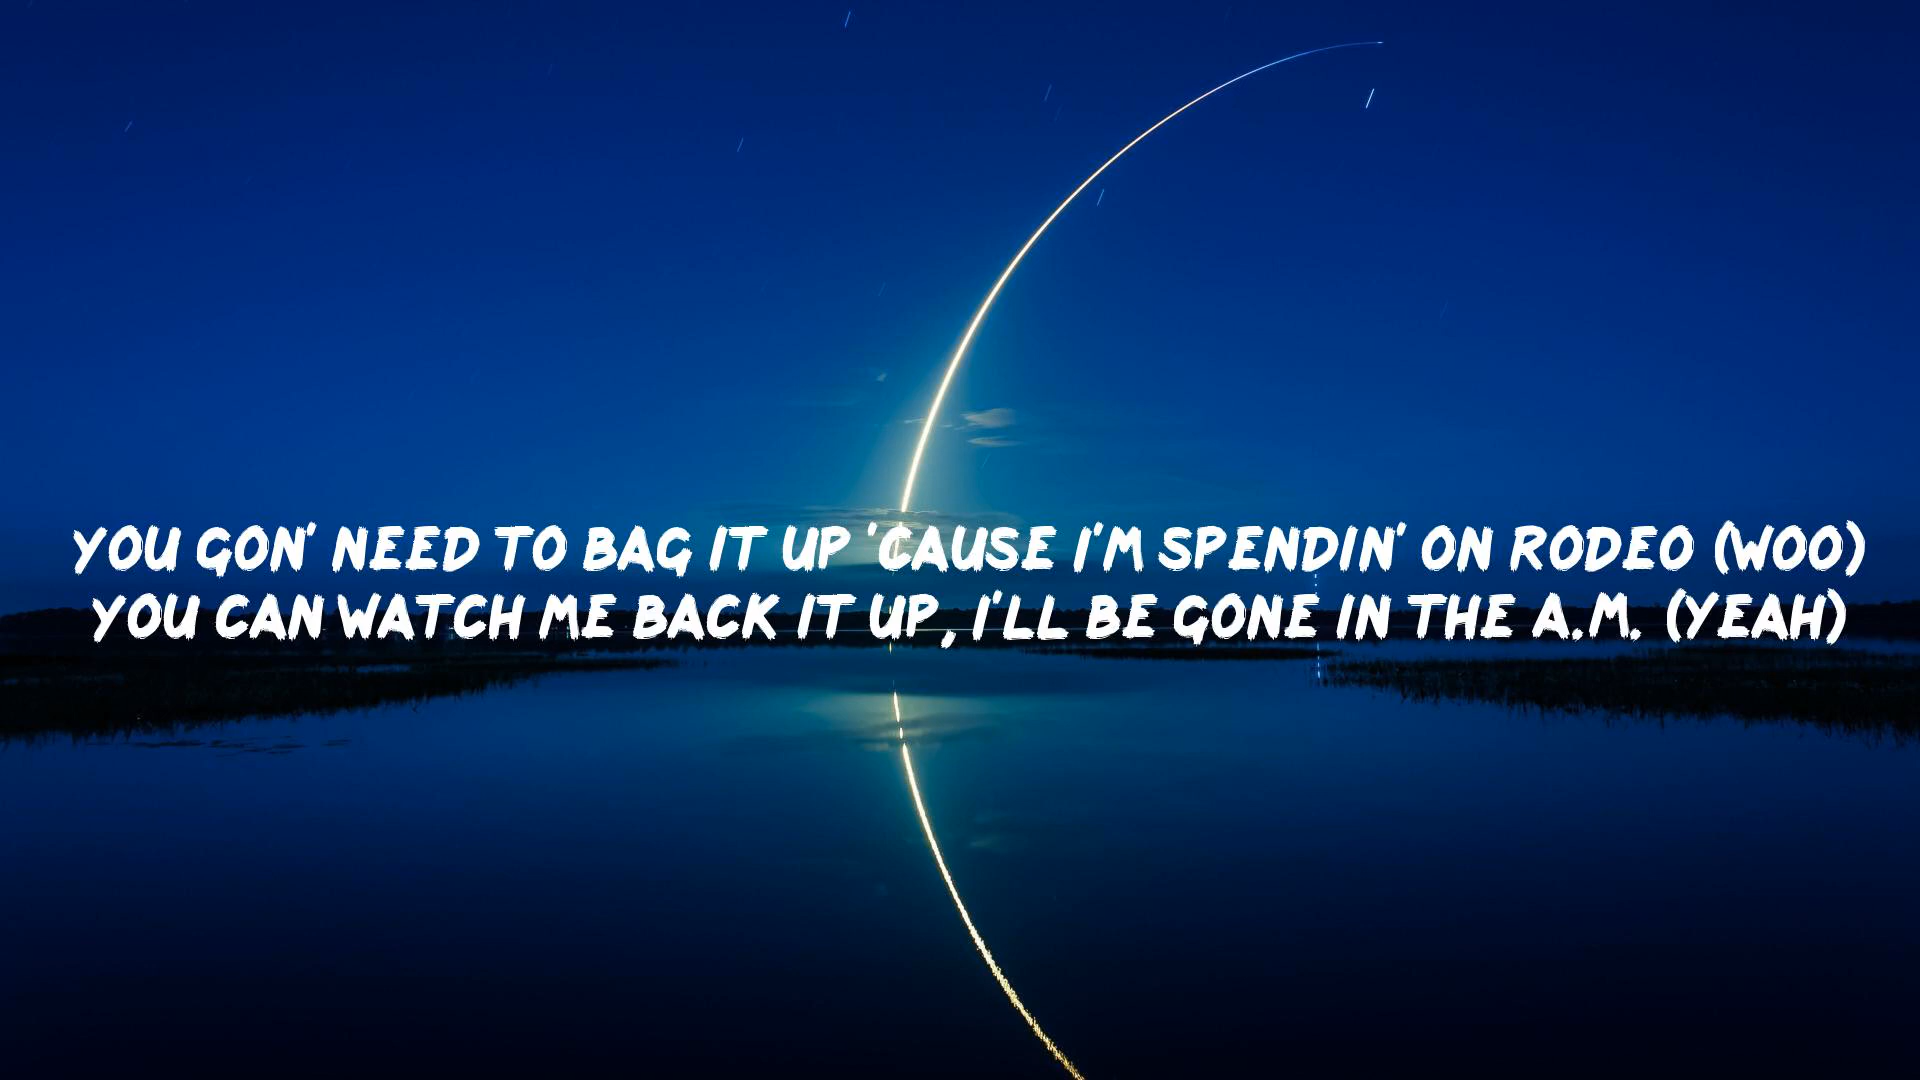 YOU GON' NEED TO BAG IT UP 'CAUSE I'M SPENDIN' ON RODEO (WOO)
YOU CAN WATCH ME BACK IT UP, I'LL BE GONE IN THE A.M. (YEAH)